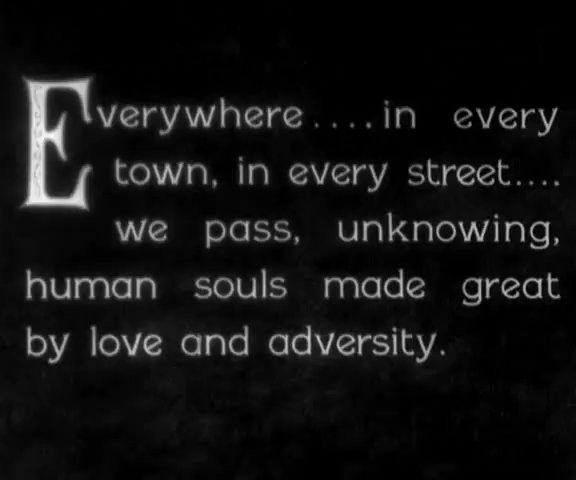 Everywhere....in every
town, in every street....
we pass, unknowing,
human souls made great
by love and adversity.